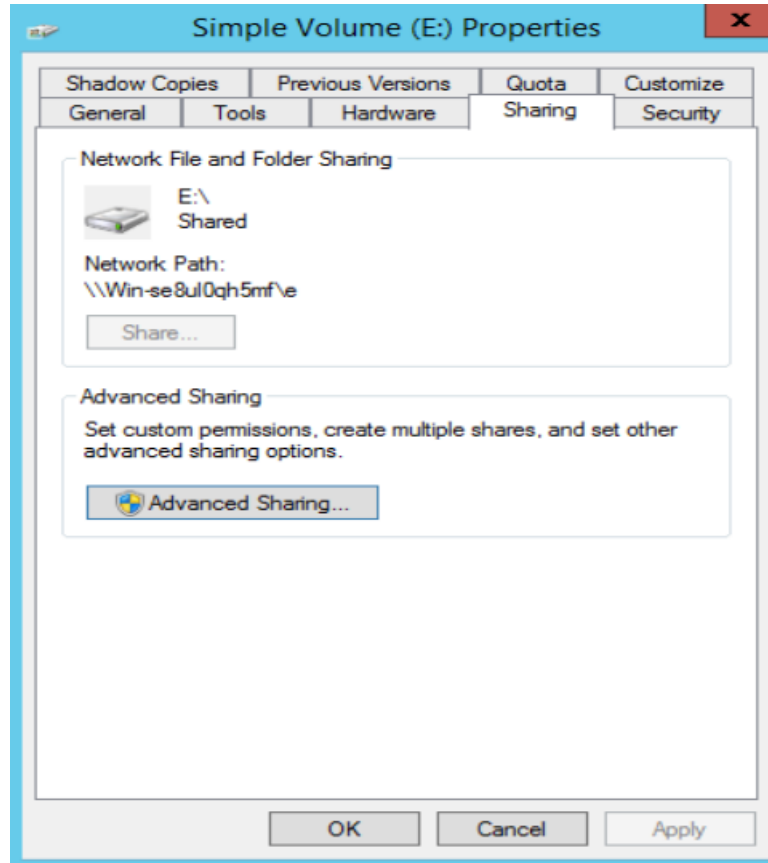 Simple Volume (E:) Properties
x
Shadow Copies Previous Versions Quota Customize
General Tools Hardware Sharing Security
Network File and Folder Sharing
E:\
Shared
Network Path:
\\Win-se8ul0qh5mf\e
Share...
Advanced Sharing
Set custom permissions, create multiple shares, and set other
advanced sharing options.
Advanced Sharing...
OK Cancel Apply